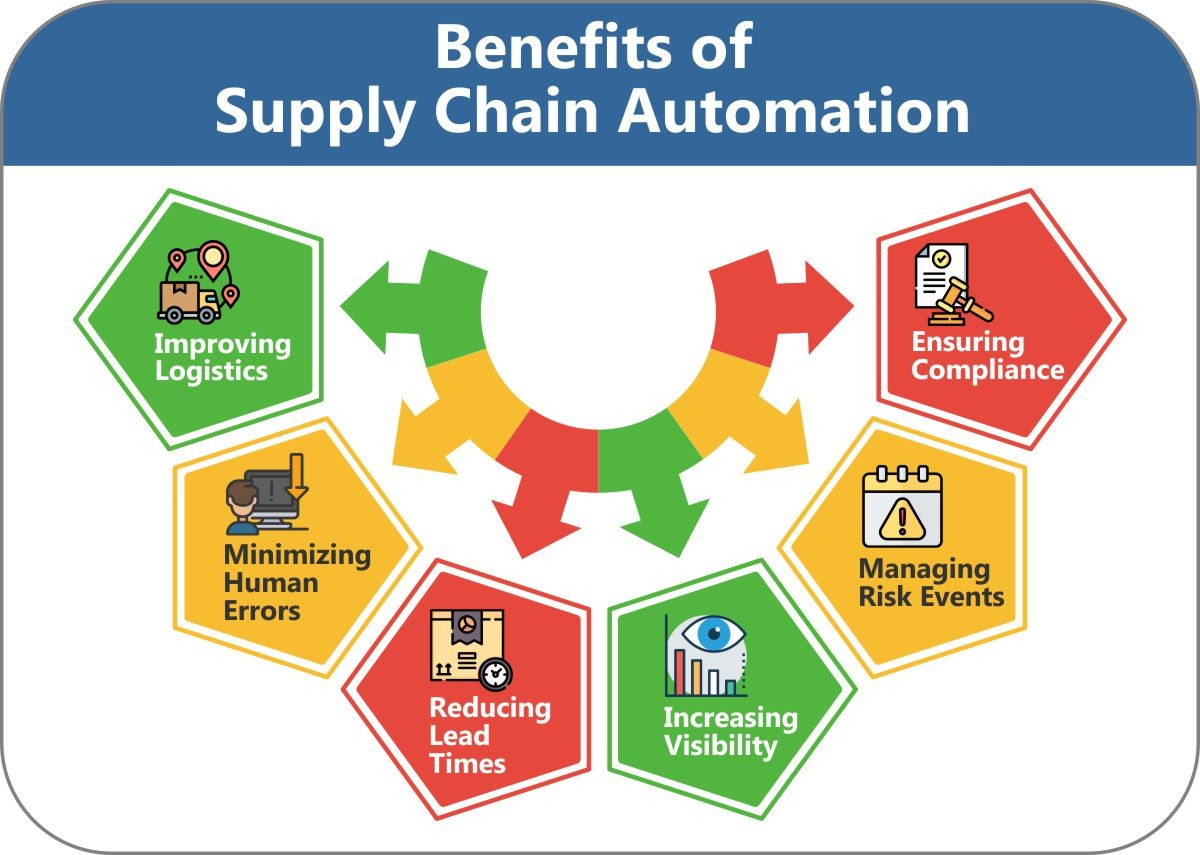 Benefits of
Supply Chain Automation
Improving
Logistics
Minimizing
Human
Errors
Reducing
Lead
Times
Increasing
Visibility
Managing
Risk Events
Ensuring
Compliance